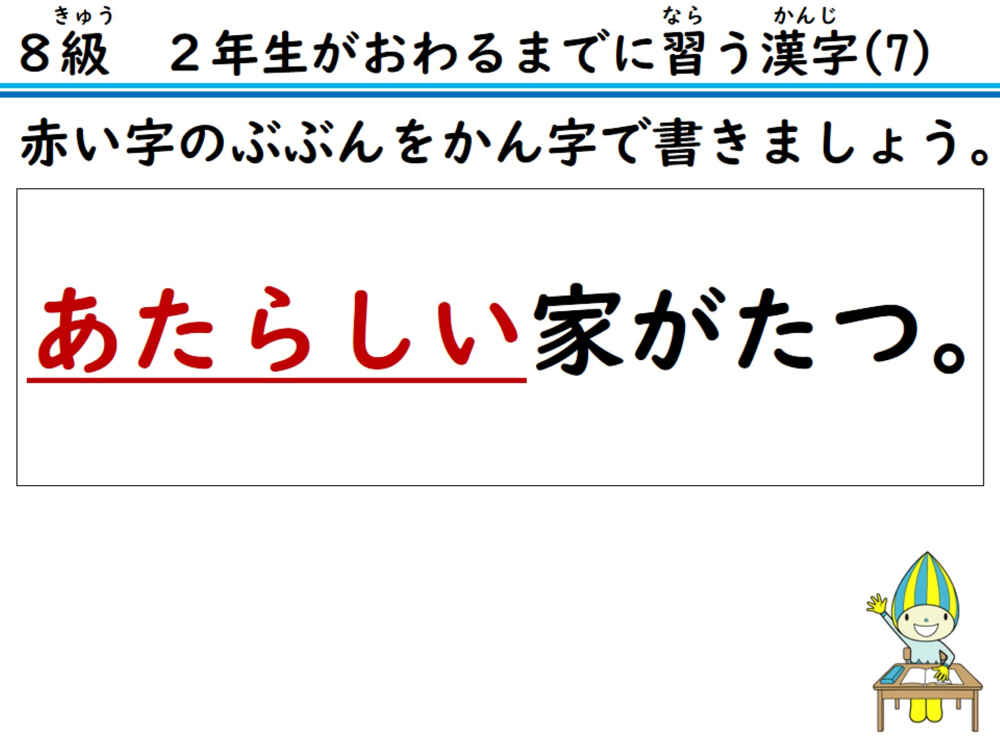 きゅう なら かんじ
８級　２年生がおわるまでに習う漢字(7)
赤い字のぶぶんをかん字で書きましょう。
あたらしい家がたつ。